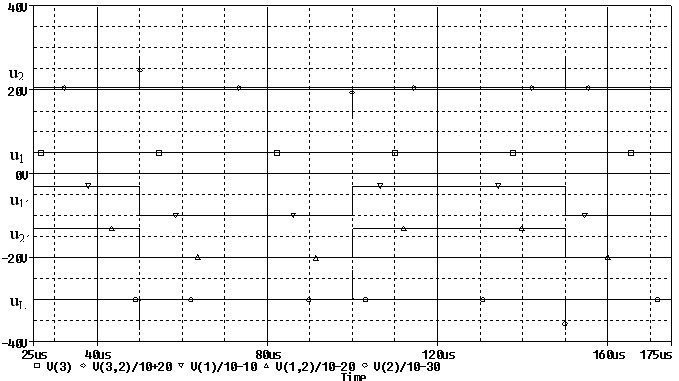 40V
u2
20V
u1
0V
u1'
u2'
-20V
uL
-40V
25us 40us 80us 120us 160us 175us
V(3) V(3,2)/10+20 V(1)/10-10 V(1,2)/10-20 V(2)/10-30
Time